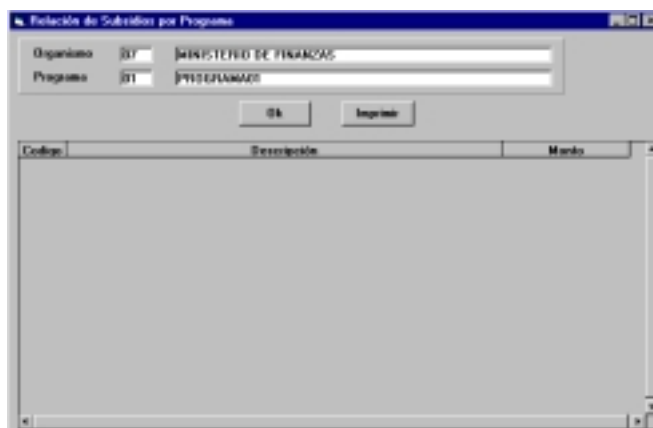 Relación de Subsidios por Programa
Organismo 07 MINISTERIO DE FINANZAS
Programa 01 PROGRAMA01
Ok Imprimir
Codigo Descripción Monto